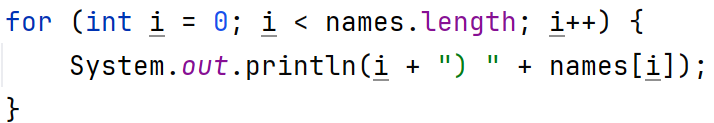 for (int i = 0; i < names.length; i++) {
    System.out.println(i + ") " + names[i]);
}